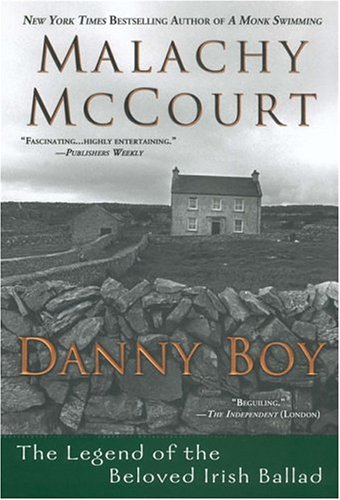 New York Times Bestselling Author of A Monk Swimming
Malachy
McCourt
"Fascinating...highly entertaining."
—Publishers Weekly
Danny Boy
"Beguiling."
—The Independent (London)
The Legend of the
Beloved Irish Ballad